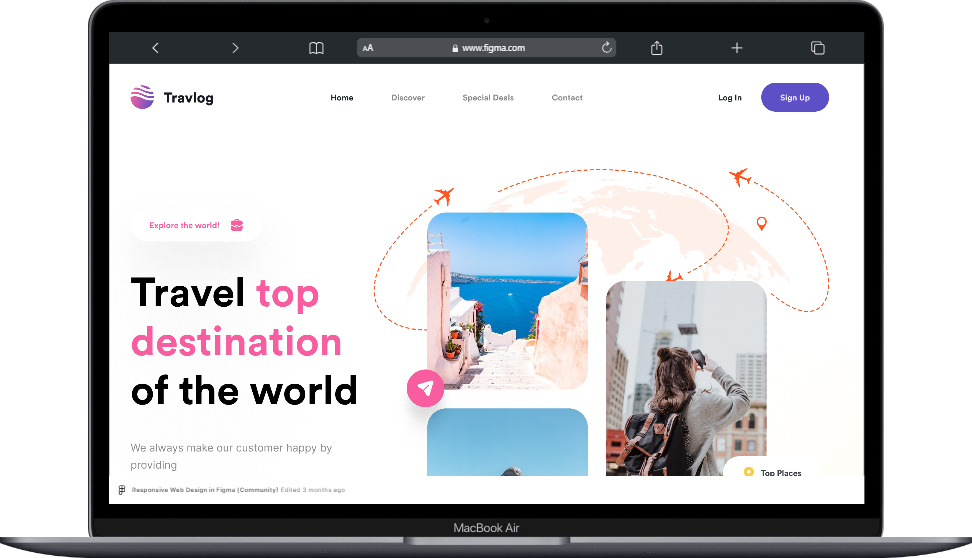 AA
www.figma.com
Travlog
Home
Discover
Special Deals
Contact
Log In
Sign Up
Explore the world!
Travel top
destination
of the world
We always make our customer happy by
providing
Top Places
Responsive Web Design in Figma (Community) Edited 3 months ago
MacBook Air